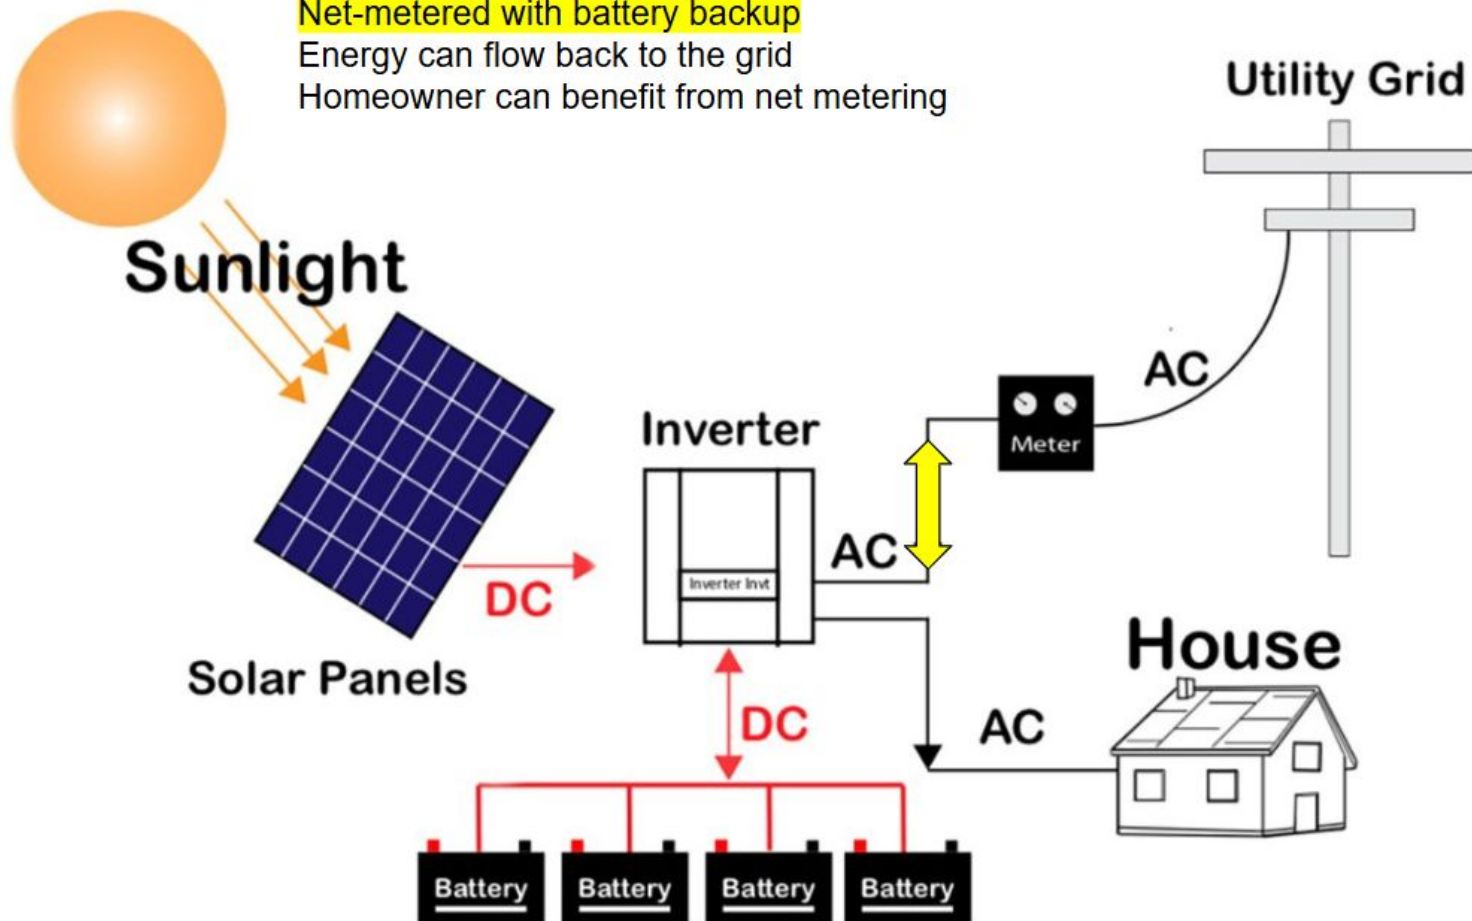 Net-metered with battery backup
Energy can flow back to the grid
Homeowner can benefit from net metering
Utility Grid
Sunlight
AC
Inverter
Meter
AC
Inverter Invt
DC
House
Solar Panels
DC
AC
Battery
Battery
Battery
Battery